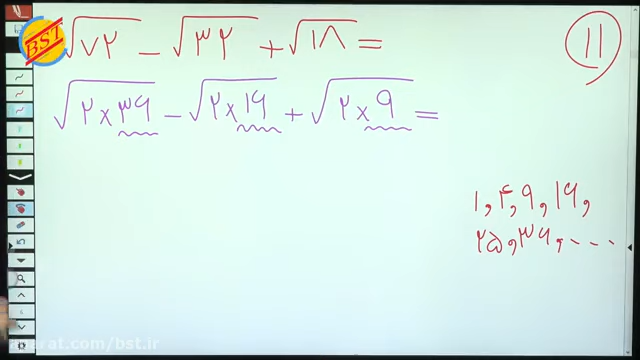 √۷۲ − √۳۲ + √۱۸ =
۱۱
√۲×۳۶ − √۲×۱۶ + √۲×۹ =
۱, ۴, ۹, ۱۶,
۲۵, ۳۶, ...
BST
aparat.com/bst.ir